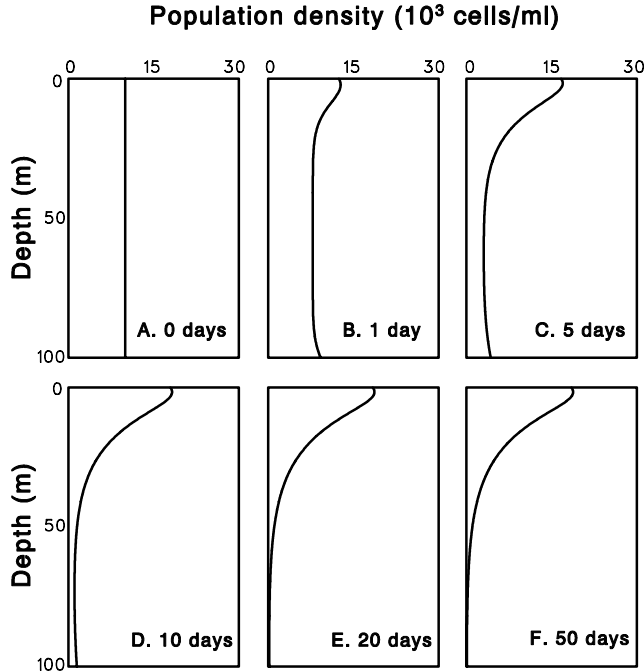 Population density (10³ cells/ml)
0 15 30 0 15 30 0 15 30
0
Depth (m)
50
A. 0 days B. 1 day C. 5 days
100
0
Depth (m)
50
D. 10 days E. 20 days F. 50 days
100